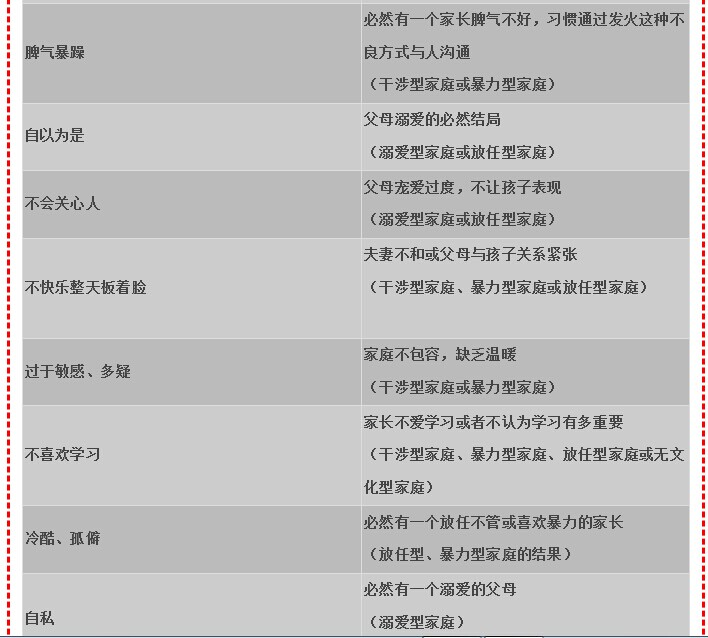 脾气暴躁
必然有一个家长脾气不好，习惯通过发火这种不
良方式与人沟通
（干涉型家庭或暴力型家庭）
自以为是
父母溺爱的必然结局
（溺爱型家庭或放任型家庭）
不会关心人
父母宠爱过度，不让孩子表现
（溺爱型家庭或放任型家庭）
不快乐整天板着脸
夫妻不和或父母与孩子关系紧张
（干涉型家庭、暴力型家庭或放任型家庭）
过于敏感、多疑
家庭不包容，缺乏温暖
（干涉型家庭或暴力型家庭）
不喜欢学习
家长不爱学习或者不认为学习有多重要
（干涉型家庭、暴力型家庭、放任型家庭或无文
化型家庭）
冷酷、孤僻
必然有一个放任不管或喜欢暴力的家长
（放任型、暴力型家庭的结果）
自私
必然有一个溺爱的父母
（溺爱型家庭）